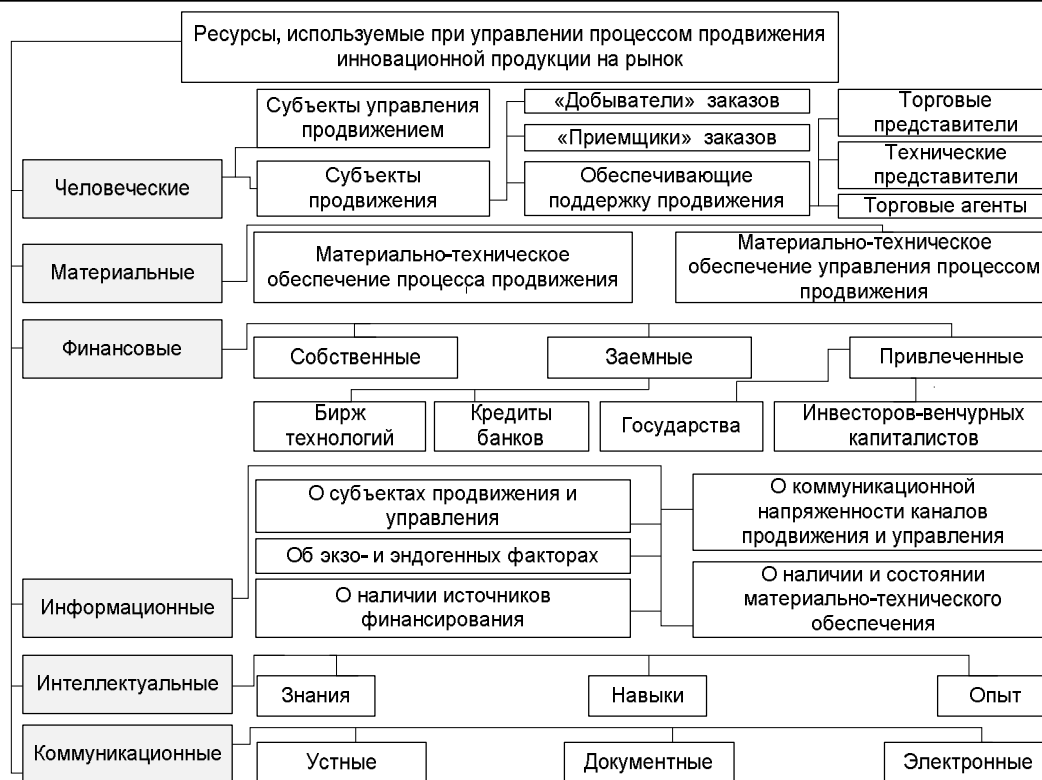 Ресурсы, используемые при управлении процессом продвижения
инновационной продукции на рынок
Человеческие
Субъекты управления
продвижением
Субъекты
продвижения
«Добыватели» заказов
«Приемщики» заказов
Обеспечивающие
поддержку продвижения
Торговые
представители
Технические
представители
Торговые агенты
Материальные
Материально-техническое
обеспечение процесса продвижения
Материально-техническое
обеспечение управления процессом
продвижения
Финансовые
Собственные
Заемные
Привлеченные
Бирж
технологий
Кредиты
банков
Государства
Инвесторов-венчурных
капиталистов
Информационные
О субъектах продвижения и
управления
Об экзо- и эндогенных факторах
О наличии источников
финансирования
О коммуникационной
напряженности каналов
продвижения и управления
О наличии и состоянии
материально-технического
обеспечения
Интеллектуальные
Знания
Навыки
Опыт
Коммуникационные
Устные
Документные
Электронные